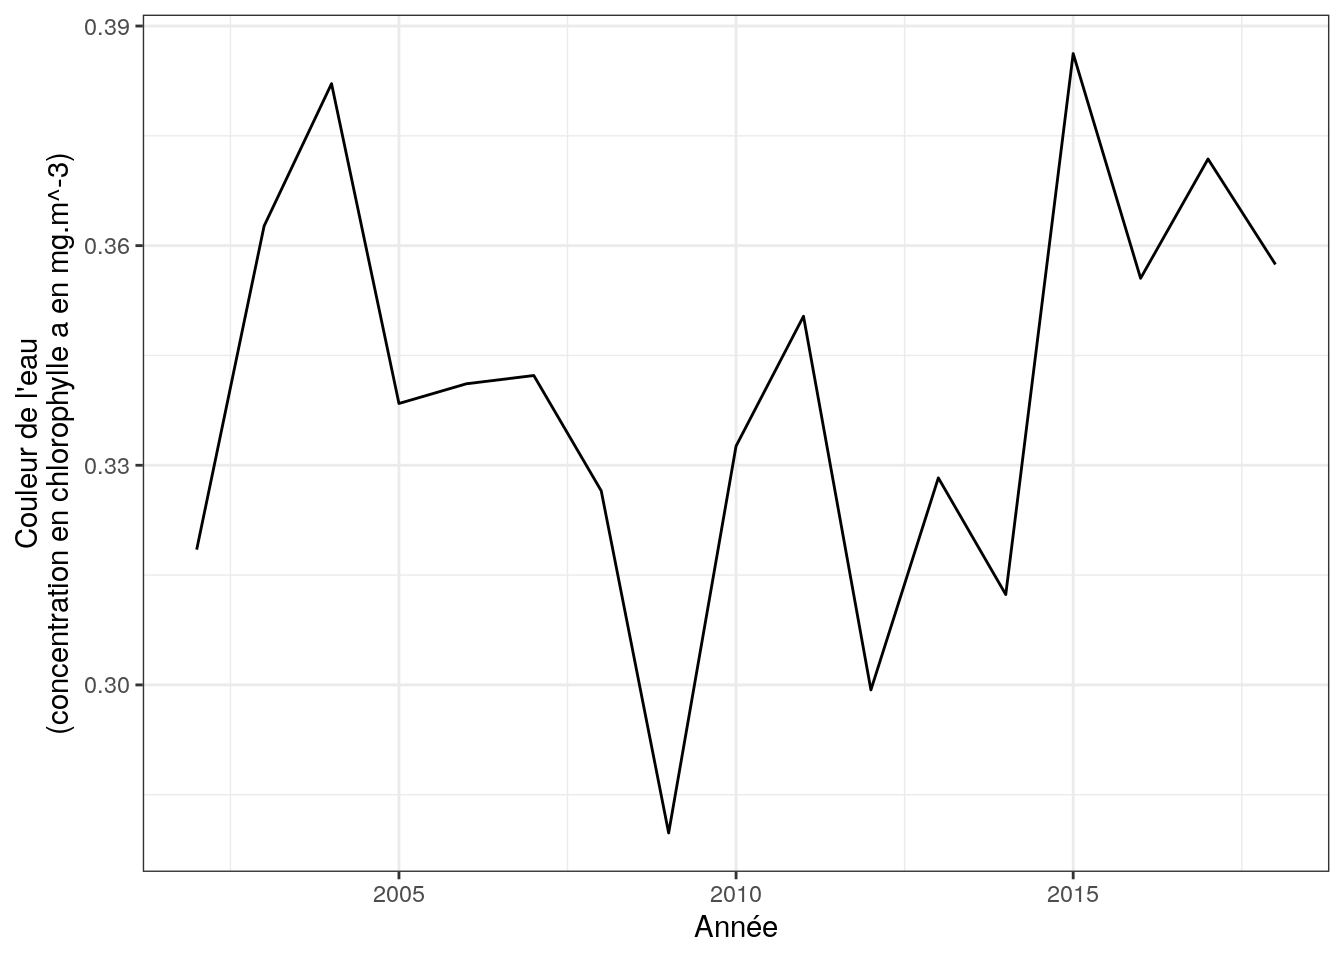 Couleur de l'eau
(concentration en chlorophylle a en mg.m^-3)
0.39
0.36
0.33
0.30
2005
2010
2015
Année